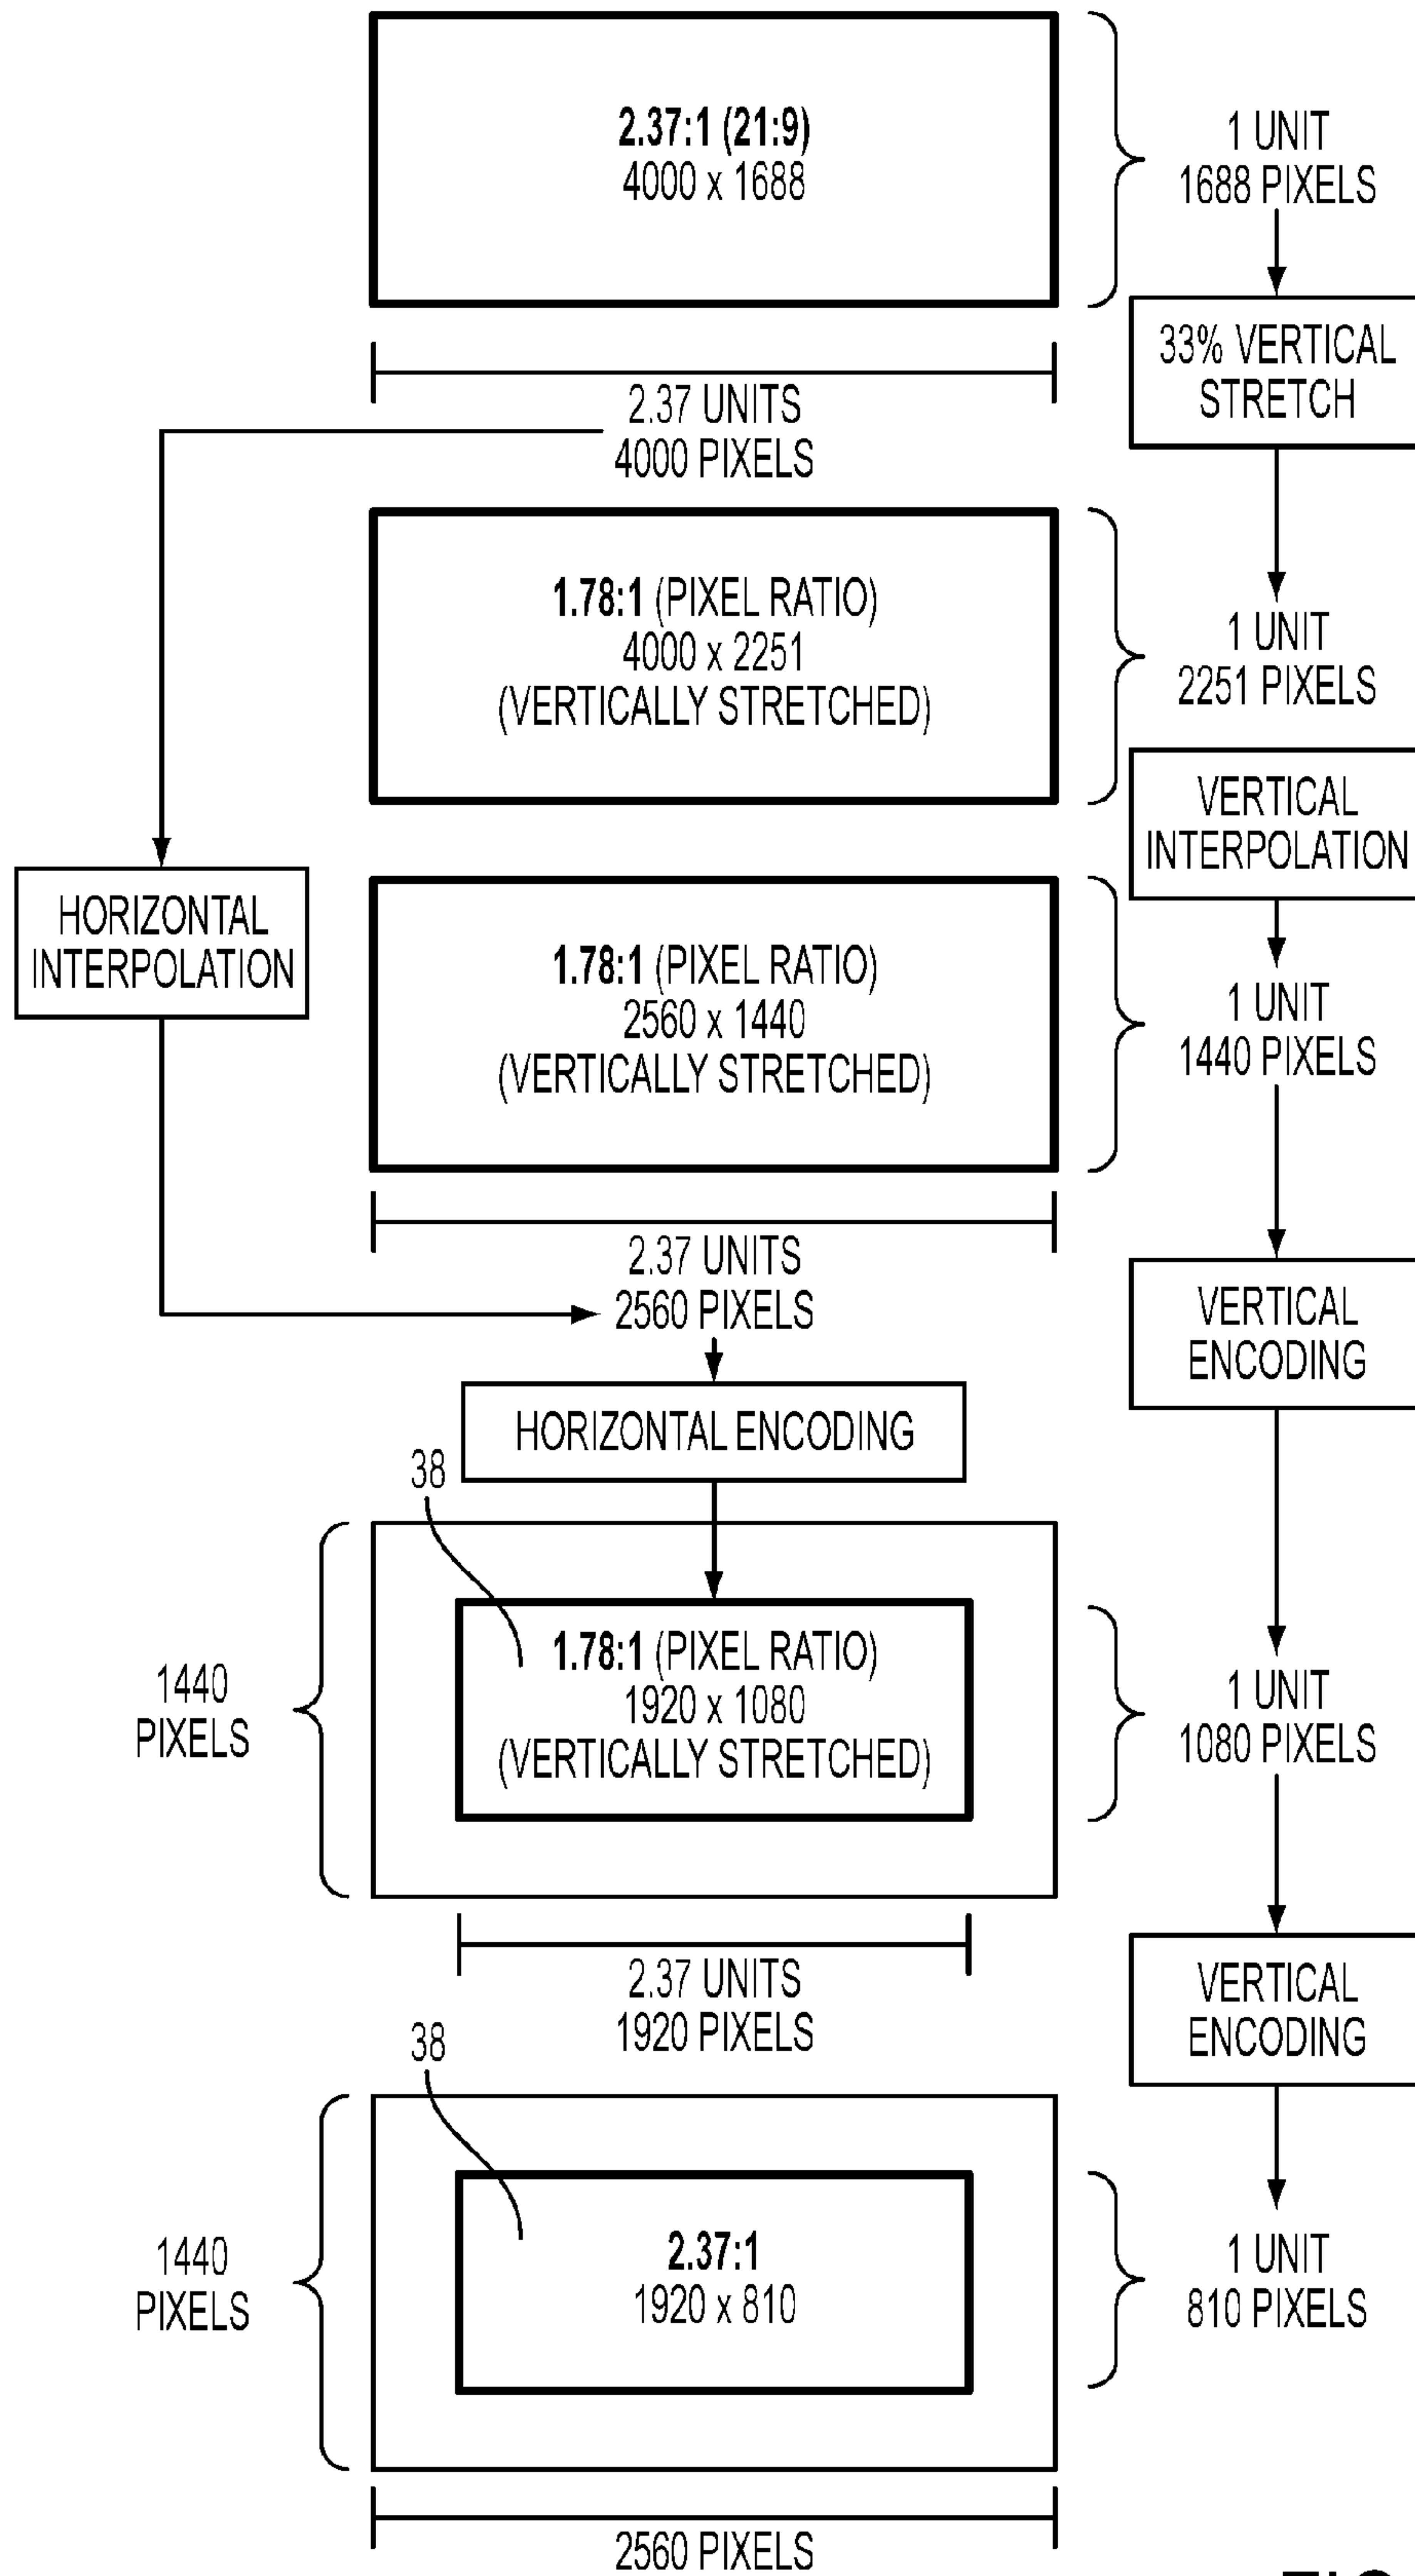 2.37:1 (21:9)
4000 x 1688
1 UNIT
1688 PIXELS
33% VERTICAL
STRETCH
2.37 UNITS
4000 PIXELS
1.78:1 (PIXEL RATIO)
4000 x 2251
(VERTICALLY STRETCHED)
1 UNIT
2251 PIXELS
VERTICAL
INTERPOLATION
HORIZONTAL
INTERPOLATION
1.78:1 (PIXEL RATIO)
2560 x 1440
(VERTICALLY STRETCHED)
1 UNIT
1440 PIXELS
2.37 UNITS
2560 PIXELS
VERTICAL
ENCODING
HORIZONTAL ENCODING
38
1440
PIXELS
1.78:1 (PIXEL RATIO)
1920 x 1080
(VERTICALLY STRETCHED)
1 UNIT
1080 PIXELS
2.37 UNITS
1920 PIXELS
VERTICAL
ENCODING
38
1440
PIXELS
2.37:1
1920 x 810
1 UNIT
810 PIXELS
2560 PIXELS